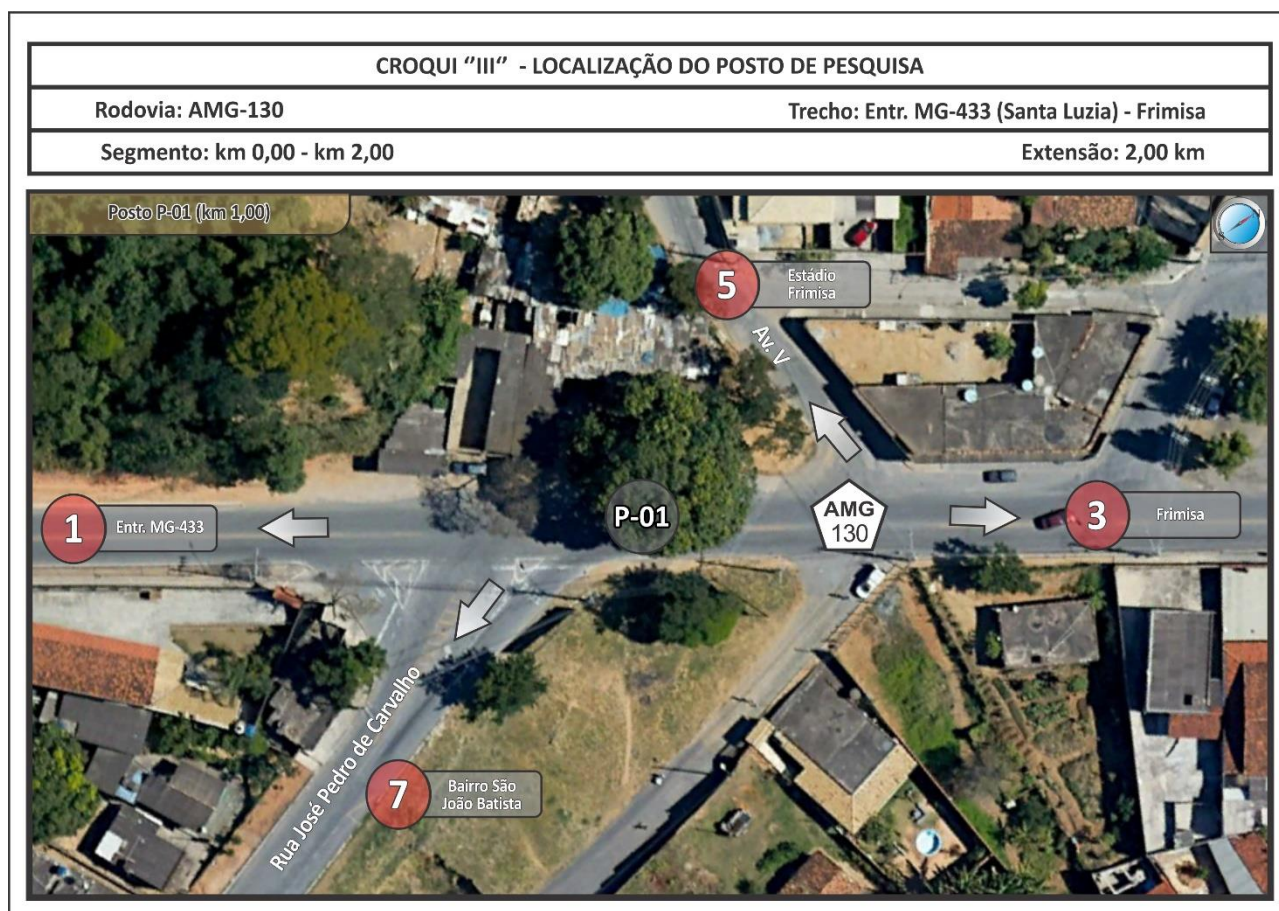 CROQUI ‘‘III’’ - LOCALIZAÇÃO DO POSTO DE PESQUISA
Rodovia: AMG-130
Trecho: Entr. MG-433 (Santa Luzia) - Frimisa
Segmento: km 0,00 - km 2,00
Extensão: 2,00 km
Posto P-01 (km 1,00)
S
5
Estádio
Frimisa
Av. V
1
Entr. MG-433
P-01
AMG
130
3
Frimisa
Rua José Pedro de Carvalho
7
Bairro São
João Batista